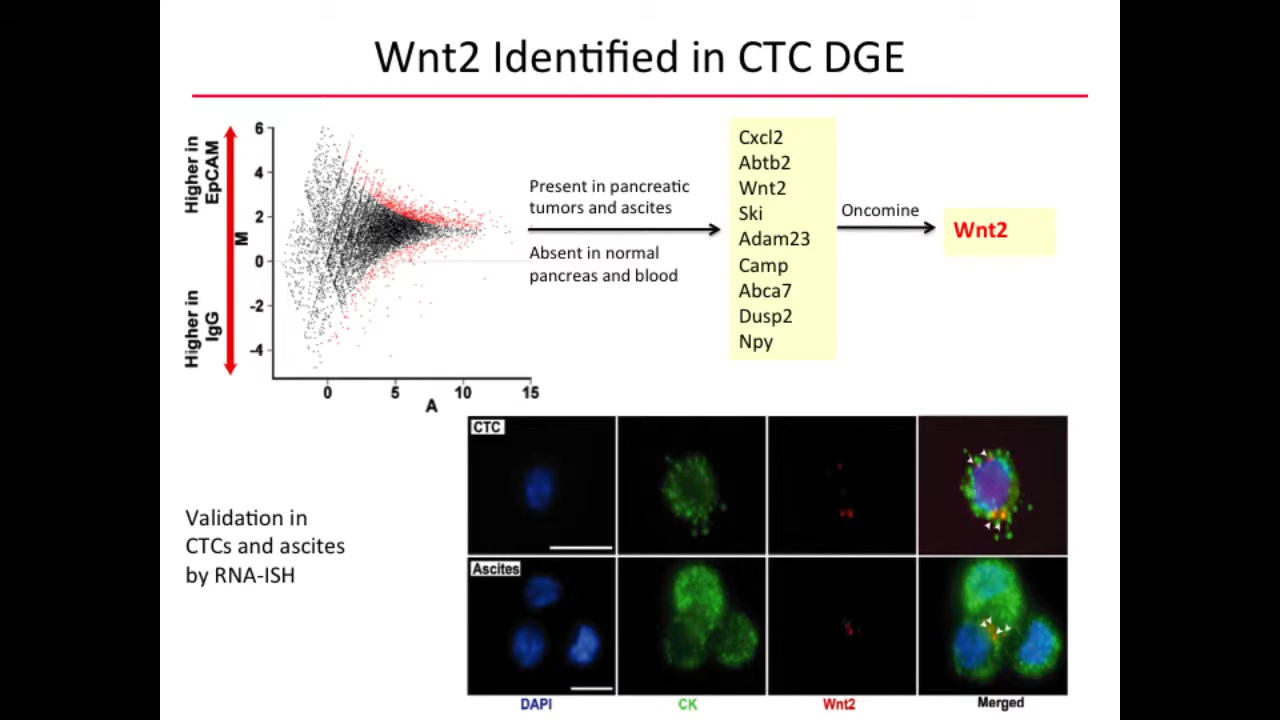 Wnt2 Identified in CTC DGE
Higher in
EpCAM
Higher in
IgG
M
6
4
2
0
-2
-4
0
5
10
15
A
Present in pancreatic
tumors and ascites
Absent in normal
pancreas and blood
Cxcl2
Abtb2
Wnt2
Ski
Adam23
Camp
Abca7
Dusp2
Npy
Oncomine
Wnt2
Validation in
CTCs and ascites
by RNA-ISH
CTC
Ascites
DAPI
CK
Wnt2
Merged